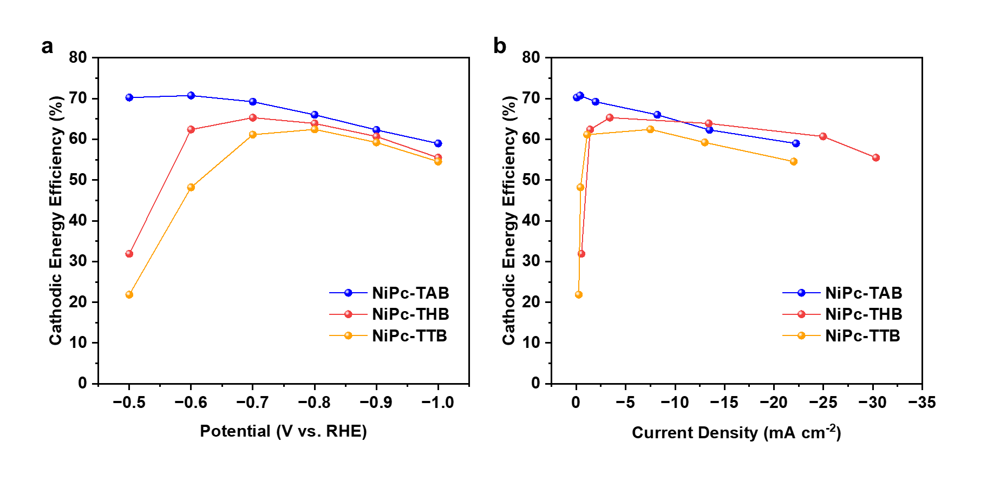 a
80
70
60
50
40
30
20
10
0
Cathodic Energy Efficiency (%)
NiPc-TAB
NiPc-THB
NiPc-TTB
−0.5 −0.6 −0.7 −0.8 −0.9 −1.0
Potential (V vs. RHE)
b
80
70
60
50
40
30
20
10
0
Cathodic Energy Efficiency (%)
NiPc-TAB
NiPc-THB
NiPc-TTB
0 −5 −10 −15 −20 −25 −30 −35
Current Density (mA cm⁻²)